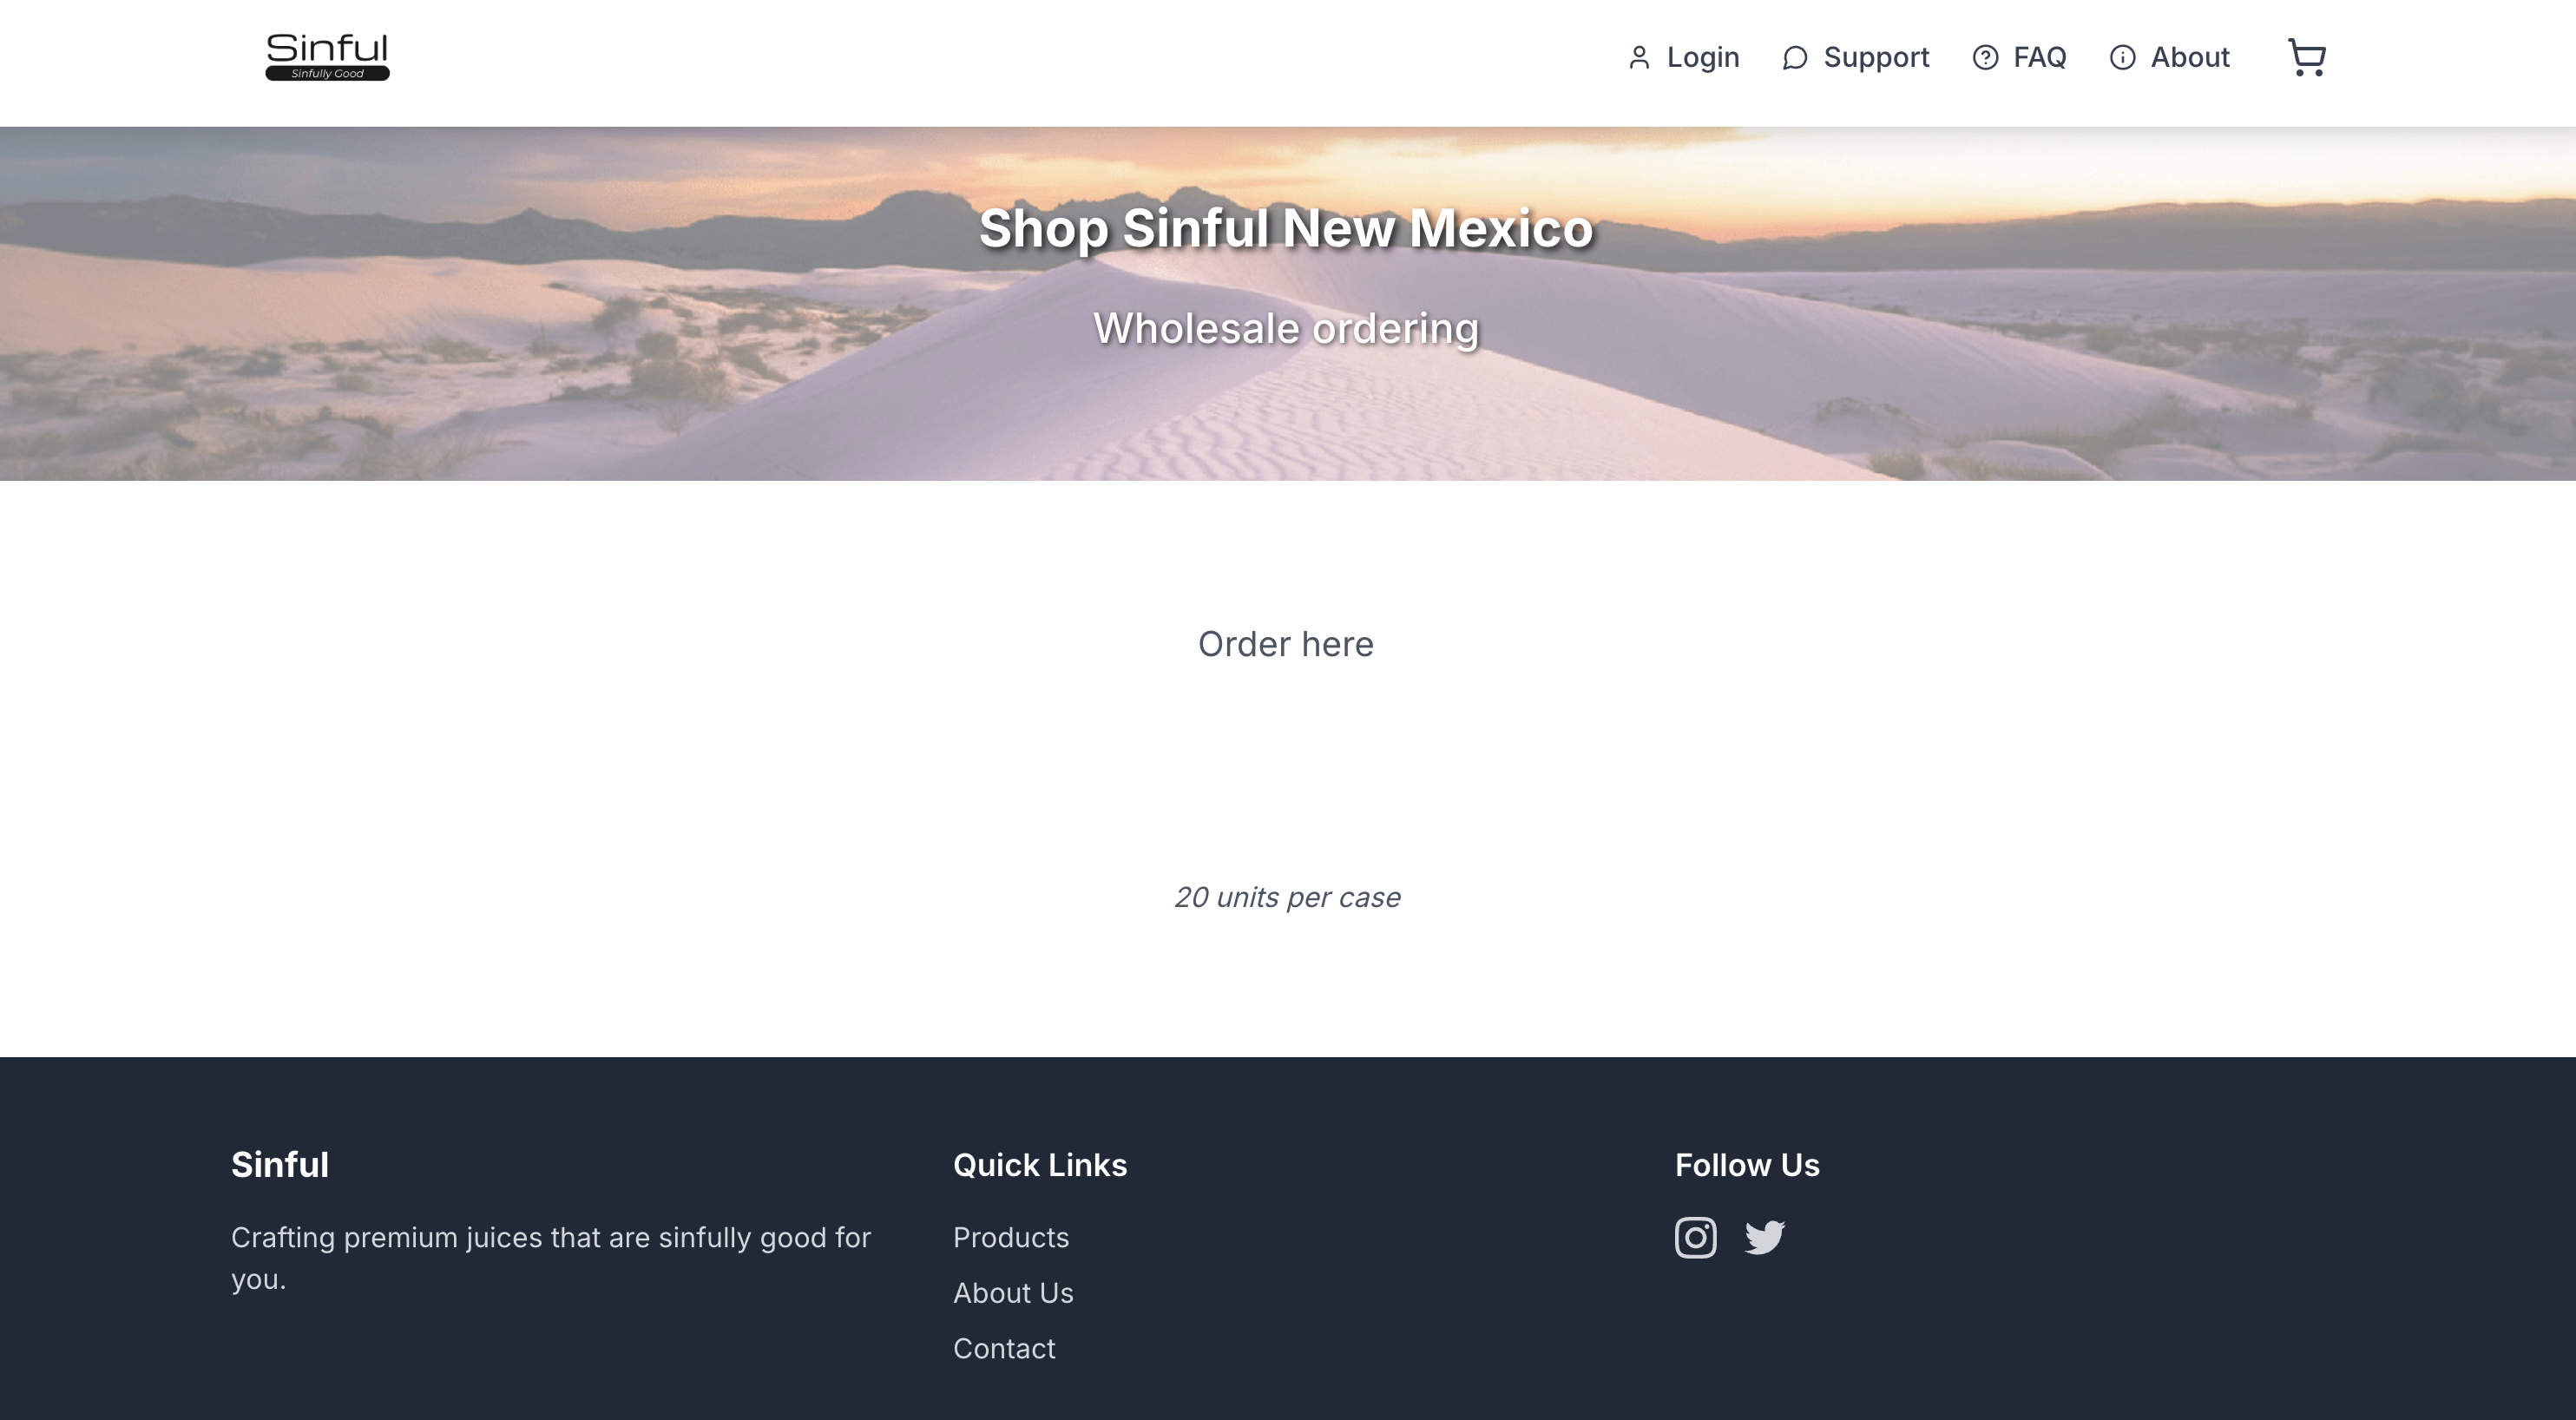 Sinful
Sinfully Good
Login
Support
FAQ
About
Shop Sinful New Mexico
Wholesale ordering
Order here
20 units per case
Sinful
Crafting premium juices that are sinfully good for
you.
Quick Links
Products
About Us
Contact
Follow Us